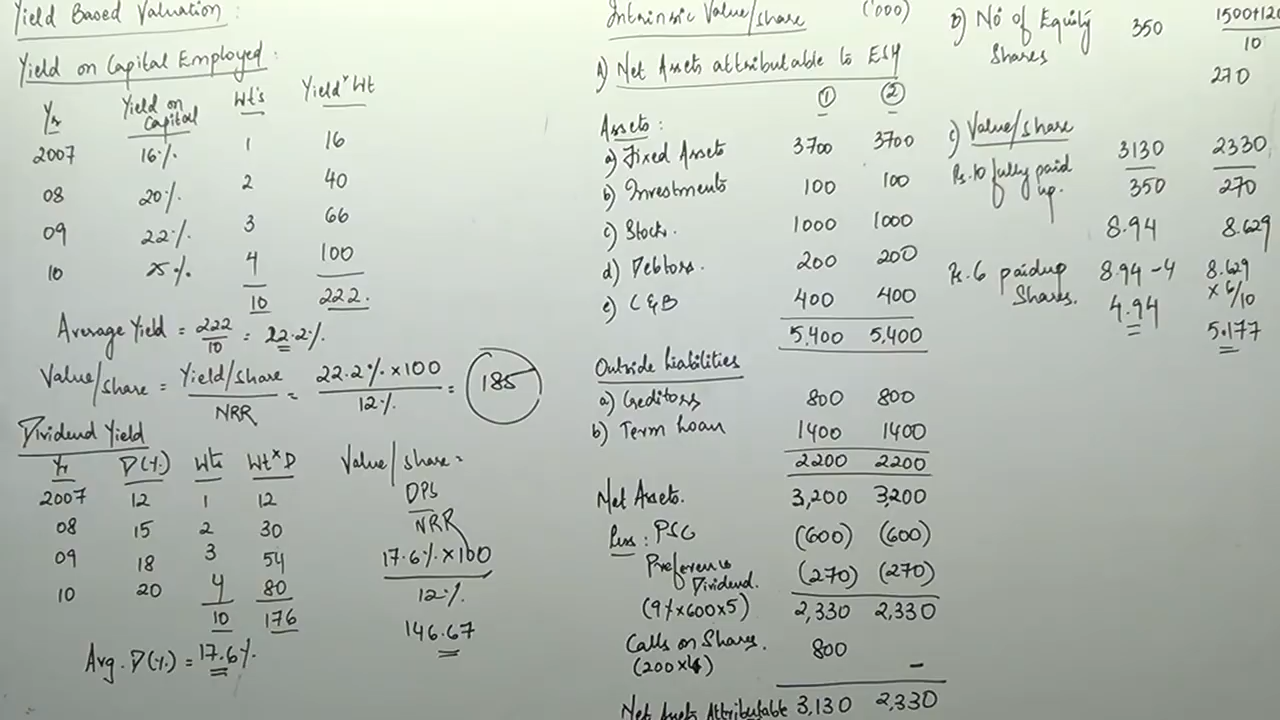 Yield Based Valuation:
Yield on Capital Employed:
Yr Yield on Capital Wt's Yield × Wt
2007 16% 1 16
08 20% 2 40
09 22% 3 66
10 25% 4 100
10 222.
Average Yield = 222/10 = 22.2%
Value/share = Yield/share / NRR = 22.2% × 100 / 12% = 185
Dividend Yield
Yr D(%) Wts Wt × D
2007 12 1 12
08 15 2 30
09 18 3 54
10 20 4 80
10 176
Avg. D(%) = 17.6%
Value/share =
DPS
NRR
17.6% × 100
12%
146.67
Intrinsic Value/share ('000)
A) Net Assets attributable to ESH
① ②
Assets:
a) Fixed Assets 3700 3700
b) Investments 100 100
c) Stock. 1000 1000
d) Debtors. 200 200
e) C&B 400 400
5,400 5,400
Outside Liabilities
a) Creditors 800 800
b) Term Loan 1400 1400
2200 2200
Net Assets. 3,200 3,200
Less: PSC (600) (600)
Preference Dividend. (270) (270)
(9% × 600 × 5) 2,330 2,330
Calls on Shares. 800 –
(200 × 4)
Net Assets Attributable 3,130 2,330
B) No of Equity Shares 350 1500+120
10
270
c) Value/share
Rs.10 fully paid up. 3130 2330
350 270
8.94 8.629
Rs.6 paidup Shares. 8.94 - 4 8.629
× 6/10
4.94 5.177